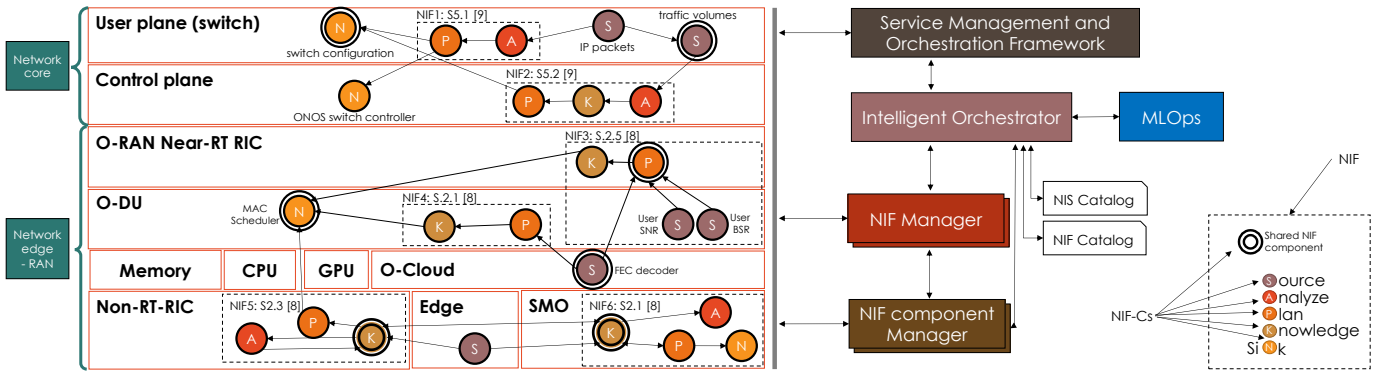 Network
core
User plane (switch)
N
switch configuration
NIF1: S5.1 [9]
P
A
S
IP packets
traffic volumes
S
Control plane
N
ONOS switch controller
NIF2: S5.2 [9]
P
K
A
Network
edge
- RAN
O-RAN Near-RT RIC
NIF3: S.2.5 [8]
K
P
O-DU
MAC
Scheduler
N
NIF4: S.2.1 [8]
K
P
User
SNR
S
S
User
BSR
Memory
CPU
GPU
O-Cloud
S
FEC decoder
Non-RT-RIC
NIF5: S2.3 [8]
A
P
K
Edge
S
SMO
NIF6: S2.1 [8]
K
A
P
N
Service Management and
Orchestration Framework
Intelligent Orchestrator
MLOps
NIF Manager
NIS Catalog
NIF Catalog
NIF component
Manager
NIF
Shared NIF
component
NIF-Cs
Source
Analyze
Plan
Knowledge
SiNk